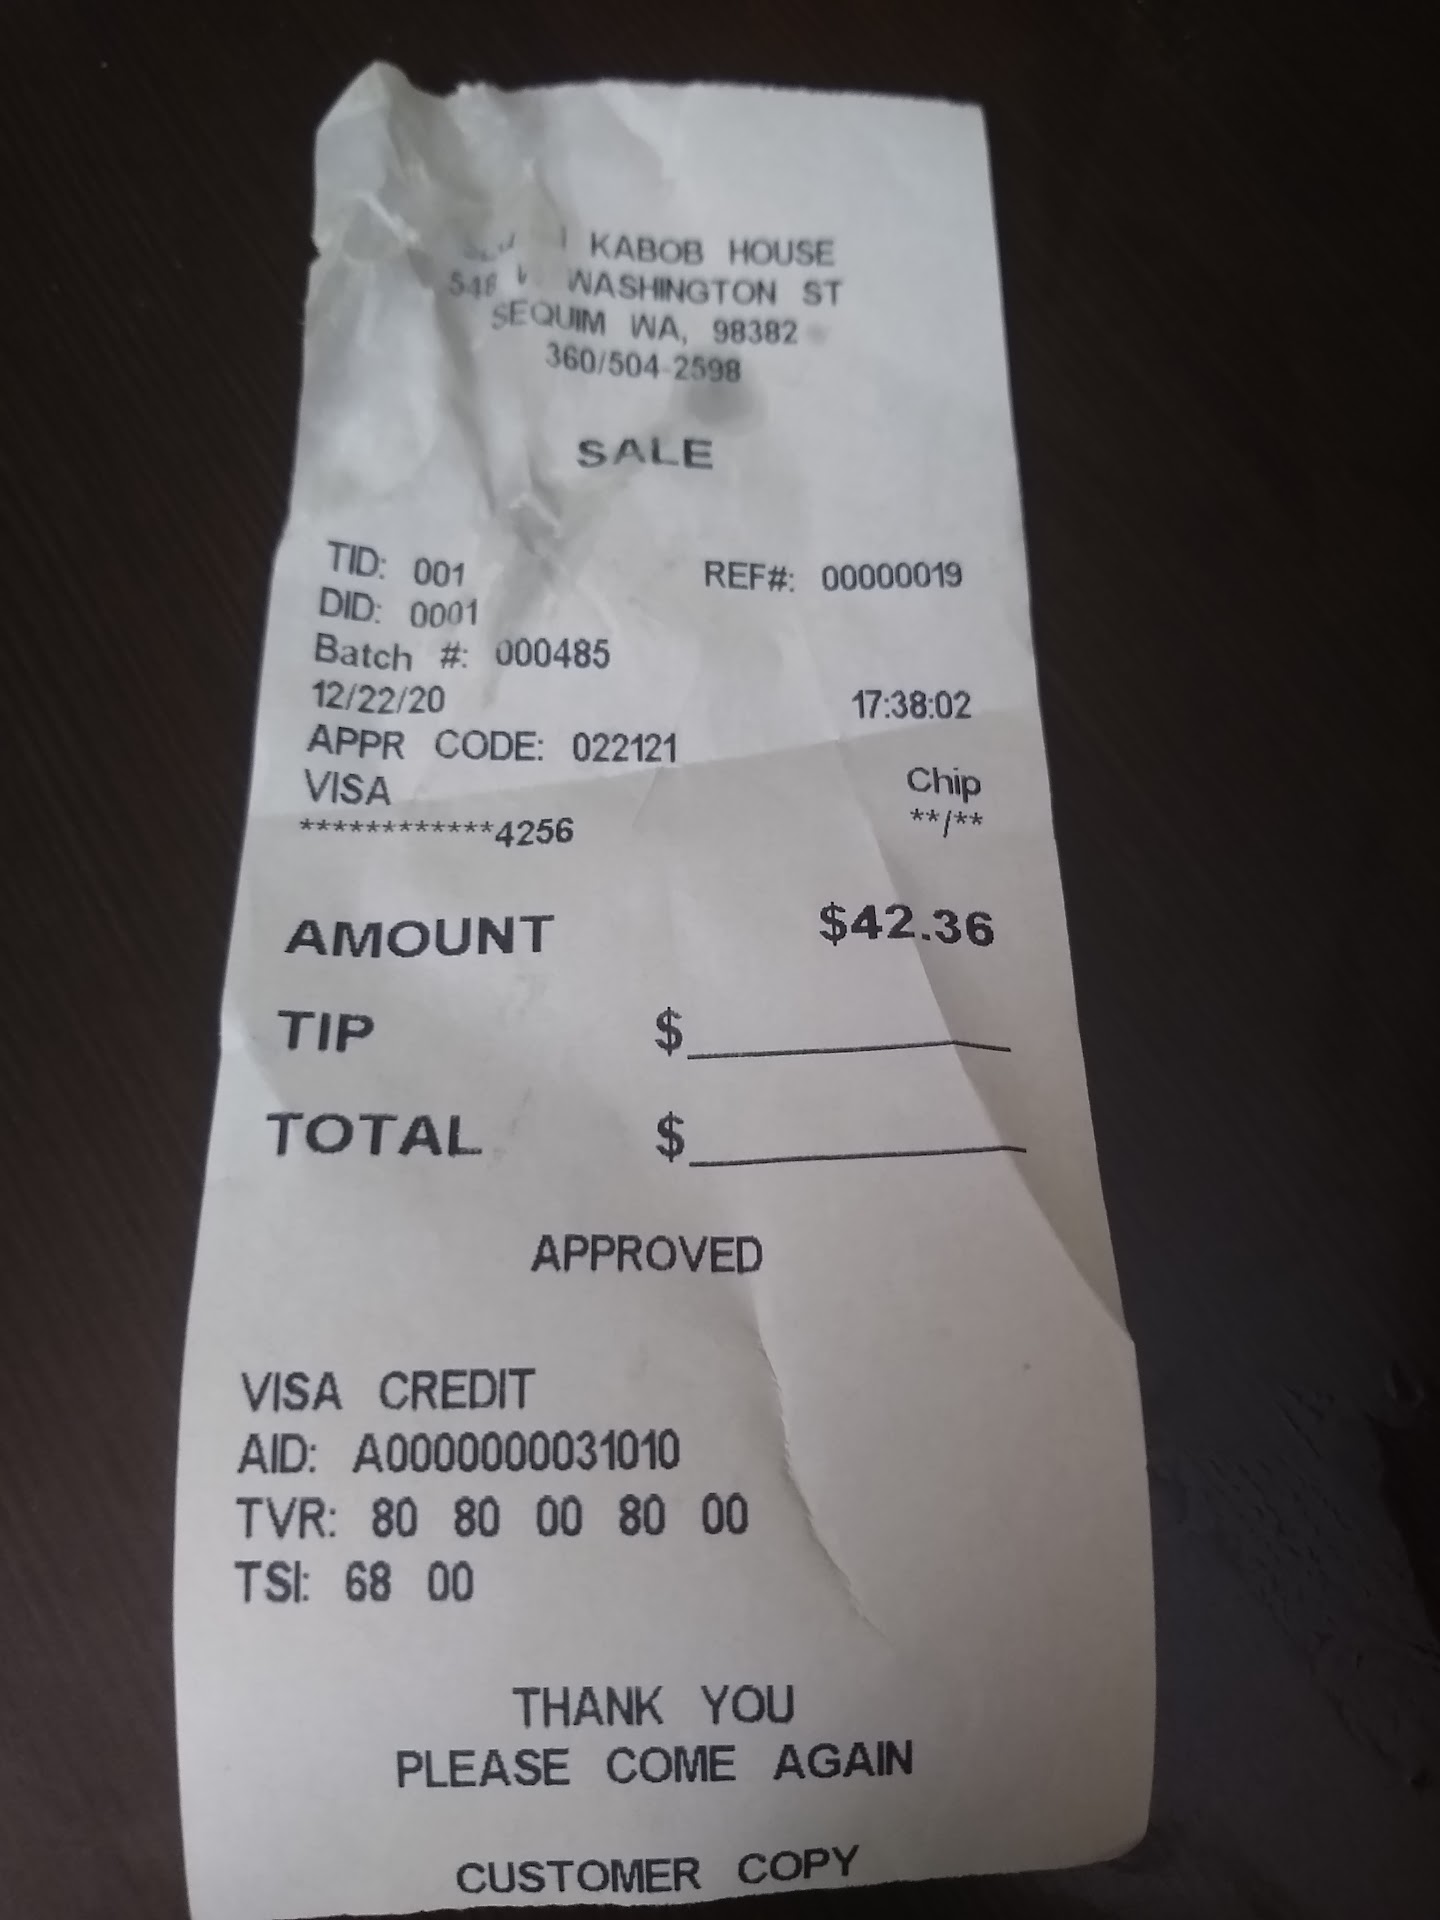 KABOB HOUSE
WASHINGTON ST
SEQUIM WA, 98382
360/504-2598
SALE
TID: 001 REF#: 00000019
DID: 0001
Batch #: 000485
12/22/20 17:38:02
APPR CODE: 022121
VISA Chip
************4256 **/**
AMOUNT $42.36
TIP $
TOTAL $
APPROVED
VISA CREDIT
AID: A0000000031010
TVR: 80 80 00 80 00
TSI: 68 00
THANK YOU
PLEASE COME AGAIN
CUSTOMER COPY